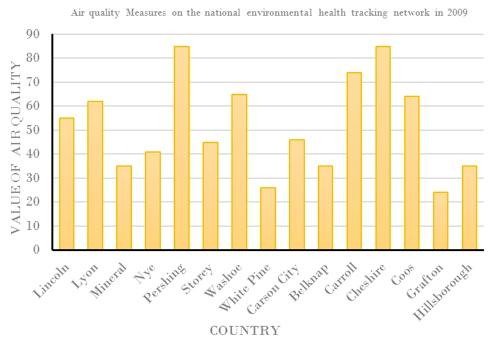 Air quality Measures on the national environmental health tracking network in 2009
VALUE OF AIR QUALITY
90
80
70
60
50
40
30
20
10
0
Lincoln
Lyon
Mineral
Nye
Pershing
Storey
Washoe
White Pine
Carson City
Belknap
Carroll
Cheshire
Coos
Grafton
Hillsborough
COUNTRY